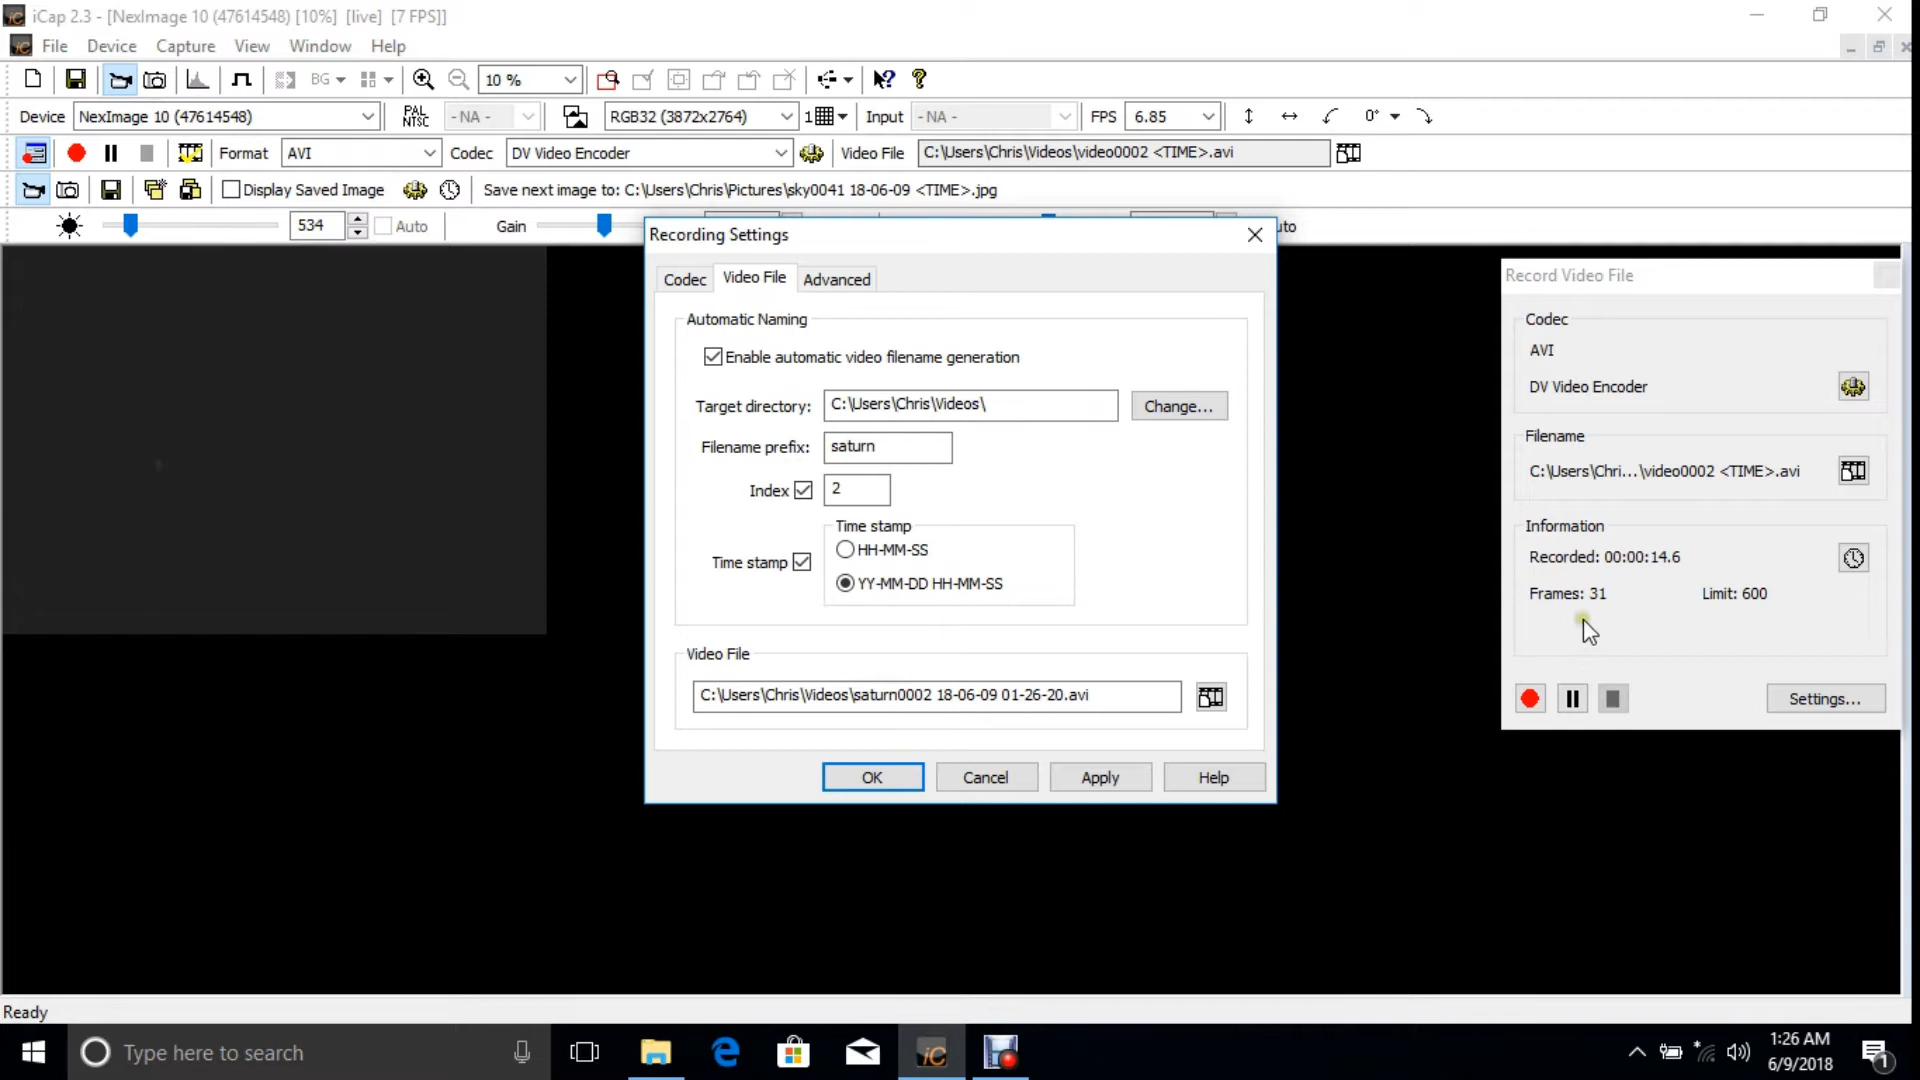 iCap 2.3 - [NexImage 10 (47614548) [10%]  [live]  [7 FPS]]
File Device Capture View Window Help
BG 10 %
Device NexImage 10 (47614548) PAL NTSC - NA - RGB32 (3872x2764) 1 Input - NA - FPS 6.85 0°
Format AVI Codec DV Video Encoder Video File C:\Users\Chris\Videos\video0002 <TIME>.avi
Display Saved Image Save next image to: C:\Users\Chris\Pictures\sky0041 18-06-09 <TIME>.jpg
534 Auto Gain uto
Recording Settings
Codec Video File Advanced
Automatic Naming
Enable automatic video filename generation
Target directory: C:\Users\Chris\Videos\ Change...
Filename prefix: saturn
Index 2
Time stamp
HH-MM-SS
Time stamp
YY-MM-DD HH-MM-SS
Video File
C:\Users\Chris\Videos\saturn0002 18-06-09 01-26-20.avi
OK Cancel Apply Help
Record Video File
Codec
AVI
DV Video Encoder
Filename
C:\Users\Chri...\video0002 <TIME>.avi
Information
Recorded: 00:00:14.6
Frames: 31 Limit: 600
Settings...
Ready
Type here to search
iC
1:26 AM
6/9/2018
1